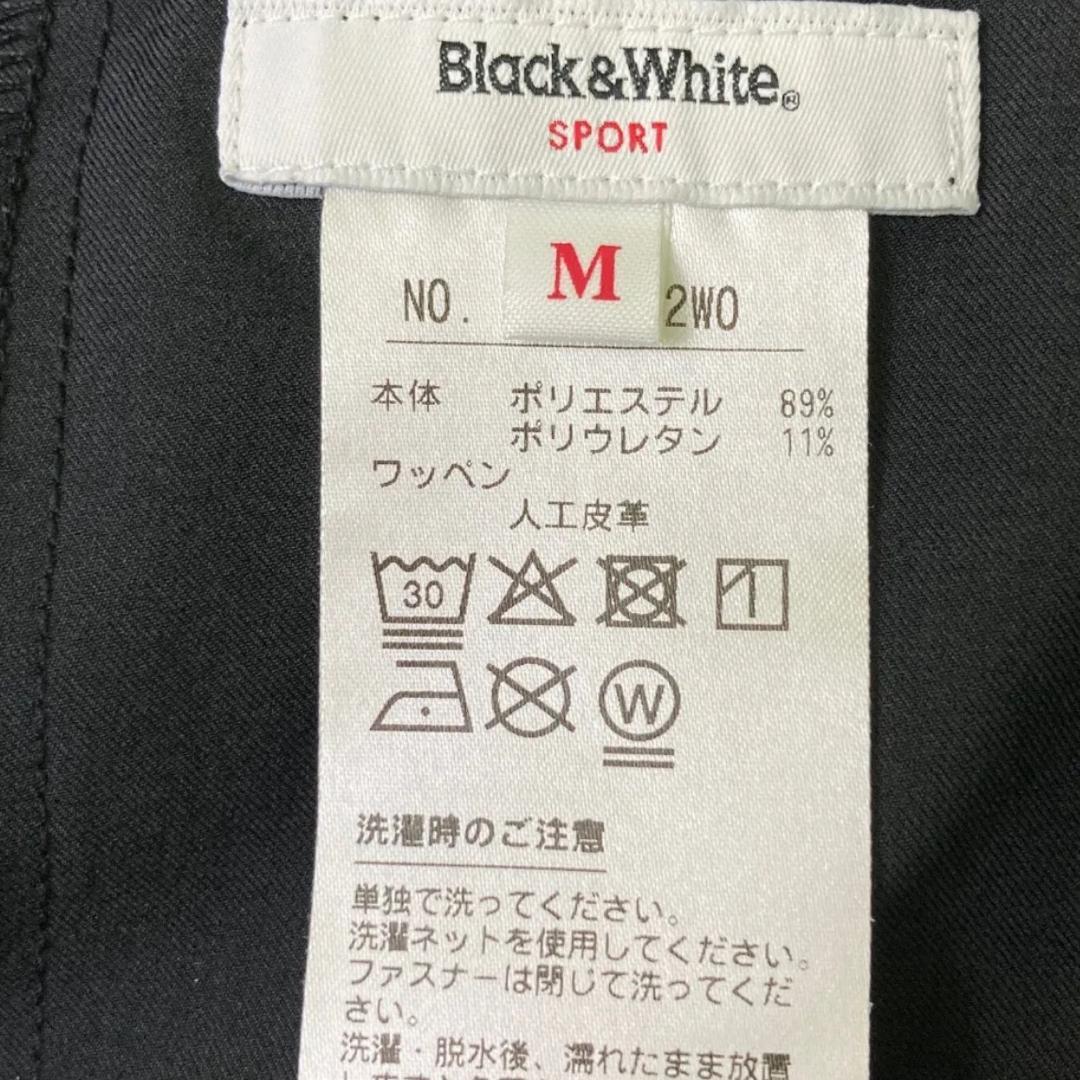 Black&White®
SPORT
M
NO. 2WO
本体 ポリエステル 89%
ポリウレタン 11%
ワッペン
人工皮革
30
W
洗濯時のご注意
単独で洗ってください。
洗濯ネットを使用してください。
ファスナーは閉じて洗ってくだ
さい。
洗濯・脱水後、濡れたまま放置